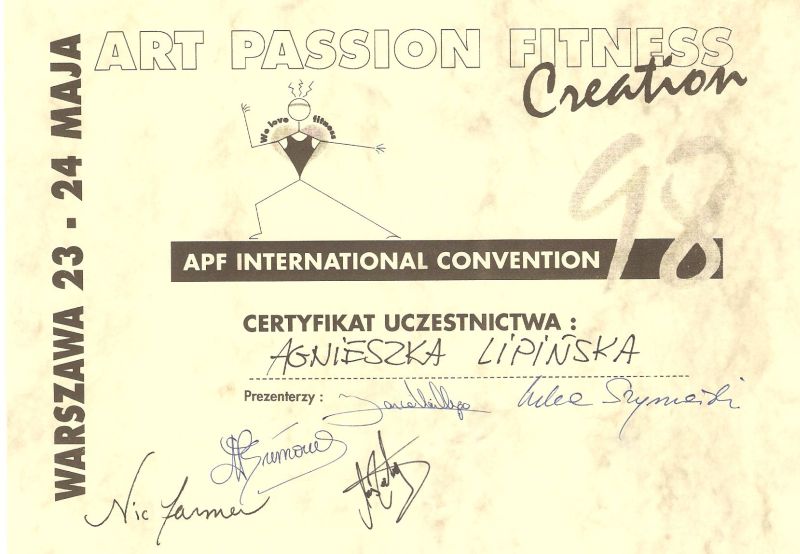 ART PASSION FITNESS
Creation
98
WARSZAWA 23 - 24 MAJA
We love fitness
APF INTERNATIONAL CONVENTION
CERTYFIKAT UCZESTNICTWA :
AGNIESZKA LIPIŃSKA
Prezenterzy :
Nic Farmer